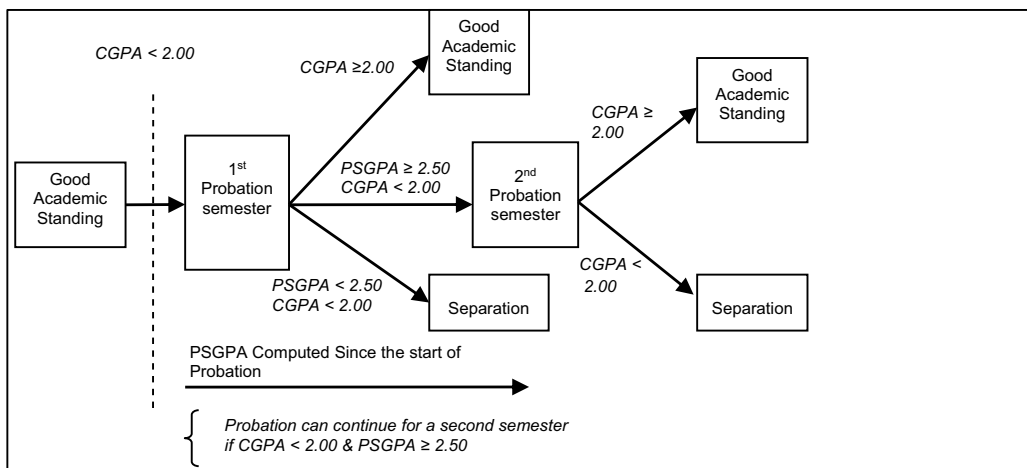 CGPA < 2.00
Good
Academic
Standing
1st
Probation
semester
CGPA ≥2.00
Good
Academic
Standing
PSGPA ≥ 2.50
CGPA < 2.00
PSGPA < 2.50
CGPA < 2.00
Separation
2nd
Probation
semester
CGPA ≥
2.00
Good
Academic
Standing
CGPA <
2.00
Separation
PSGPA Computed Since the start of
Probation
Probation can continue for a second semester
if CGPA < 2.00 & PSGPA ≥ 2.50